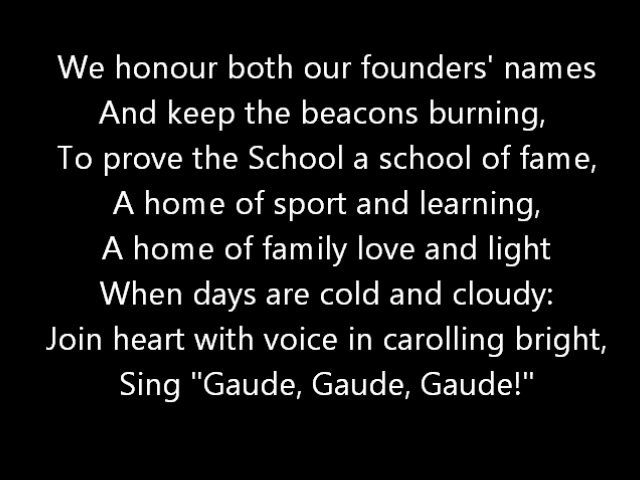 We honour both our founders' names
And keep the beacons burning,
To prove the School a school of fame,
A home of sport and learning,
A home of family love and light
When days are cold and cloudy:
Join heart with voice in carolling bright,
Sing "Gaude, Gaude, Gaude!"